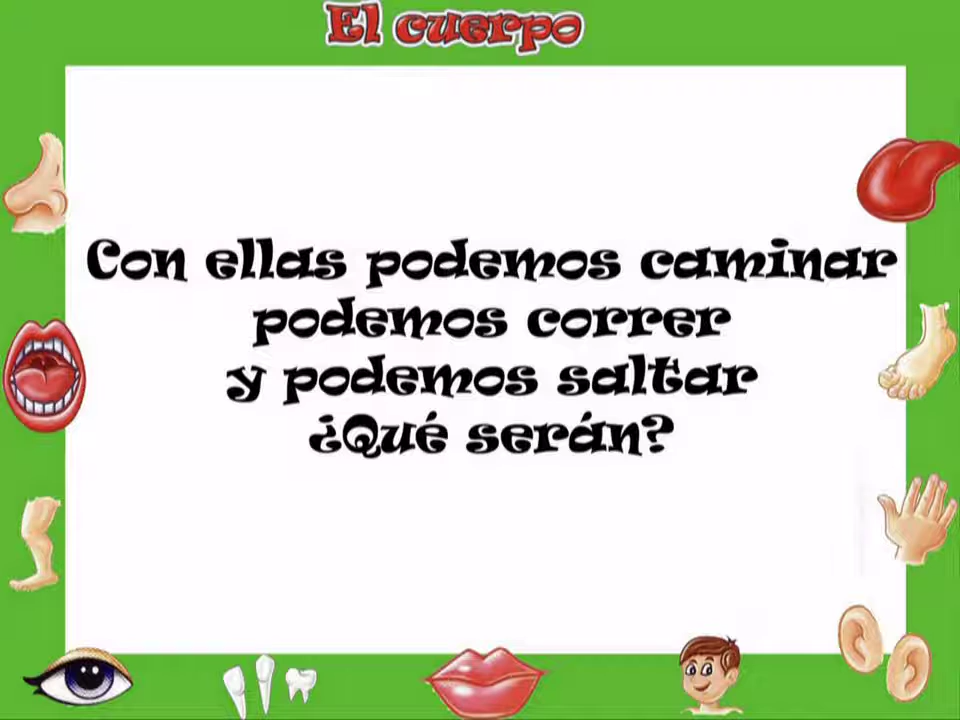 El cuerpo
Con ellas podemos caminar
podemos correr
y podemos saltar
¿Qué serán?